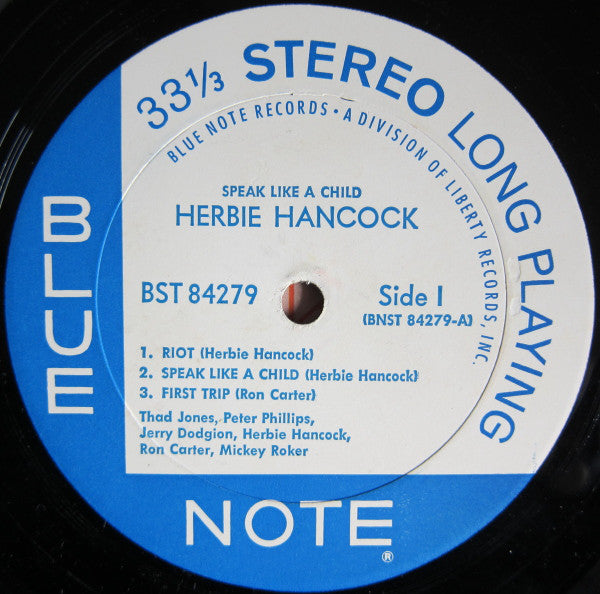 33⅓ STEREO LONG PLAYING
BLUE NOTE RECORDS • A DIVISION OF LIBERTY RECORDS, INC.
SPEAK LIKE A CHILD
HERBIE HANCOCK
BST 84279
Side I
(BNST 84279-A)
1. RIOT (Herbie Hancock)
2. SPEAK LIKE A CHILD (Herbie Hancock)
3. FIRST TRIP (Ron Carter)
Thad Jones, Peter Phillips,
Jerry Dodgion, Herbie Hancock,
Ron Carter, Mickey Roker
BLUE
NOTE®